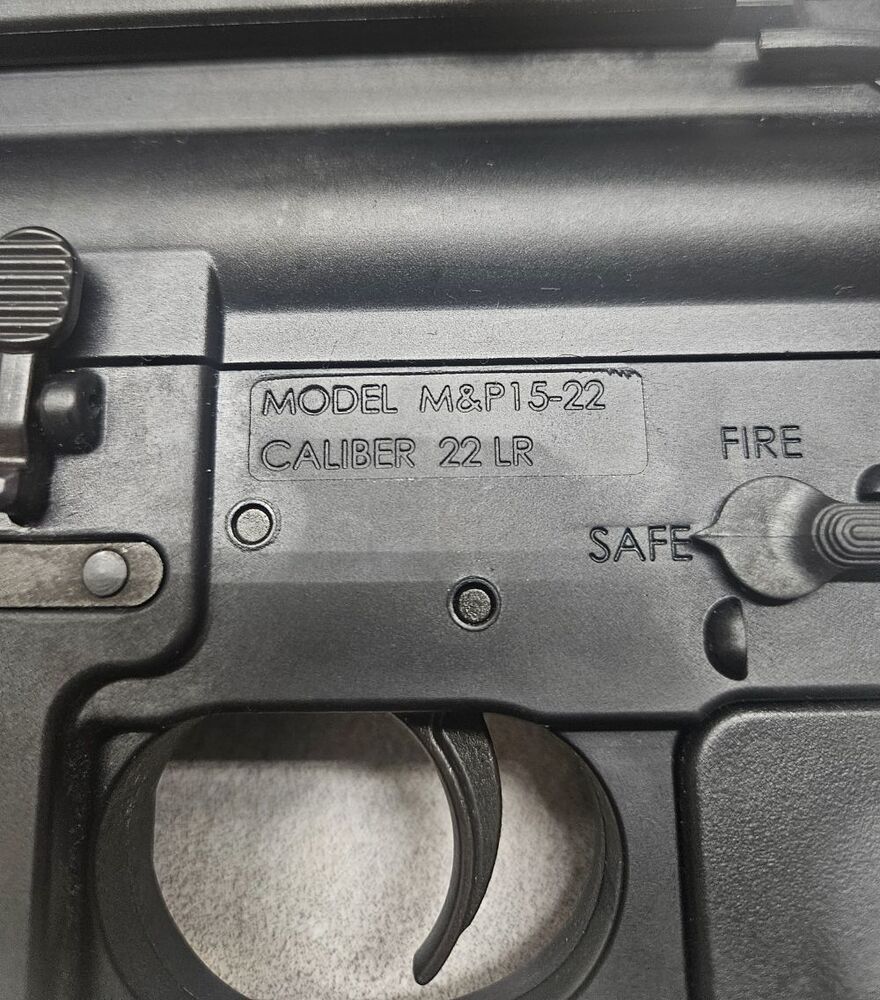 MODEL M&P15-22
CALIBER 22 LR
FIRE
SAFE